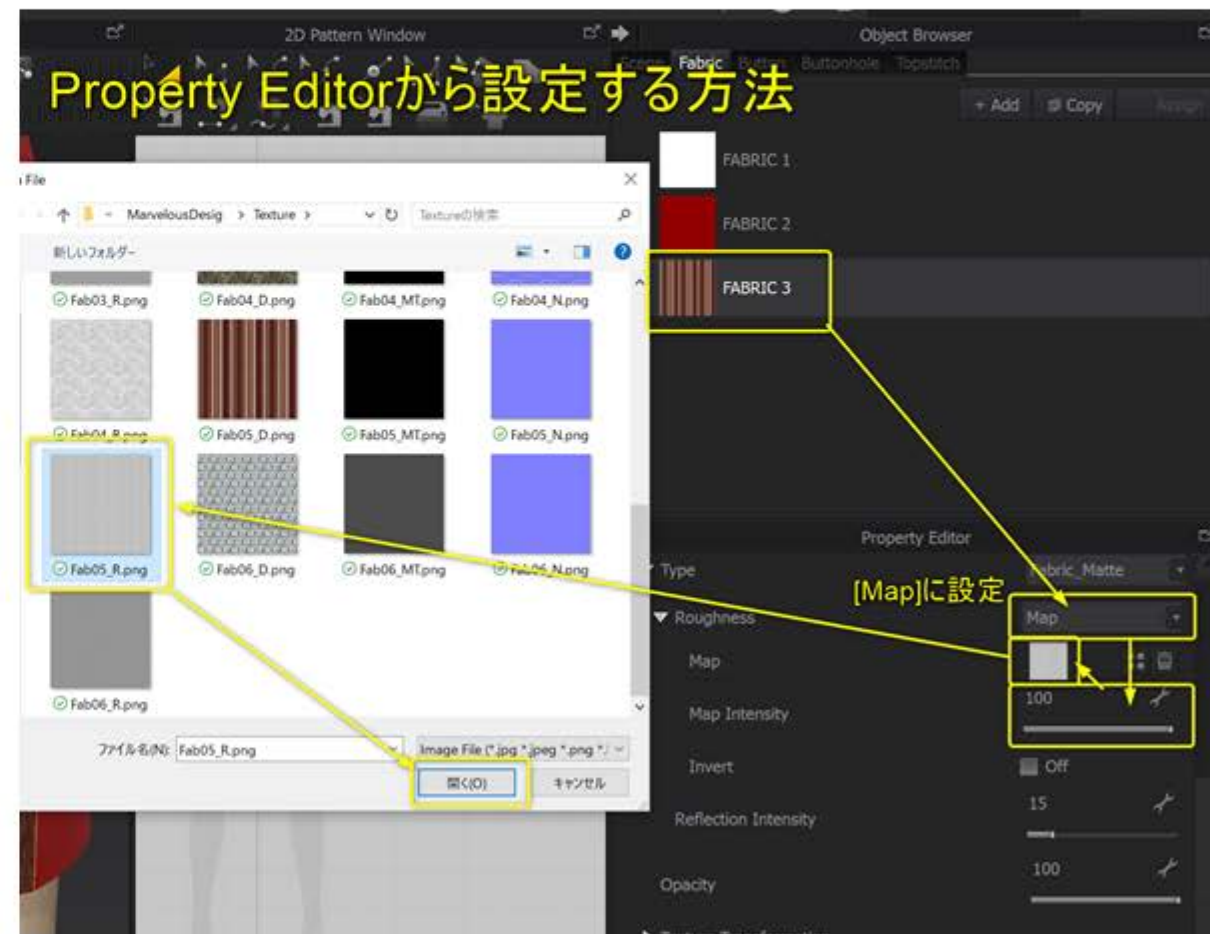 2D Pattern Window
Object Browser
Fabric Button Buttonhole Topstitch
Property Editorから設定する方法
+ Add Copy Assign
FABRIC 1
FABRIC 2
FABRIC 3
File
MarvelousDesig > Texture >
Textureの検索
新しいフォルダー
Fab03_R.png Fab04_D.png Fab04_MT.png Fab04_N.png
Fab04_R.png Fab05_D.png Fab05_MT.png Fab05_N.png
Fab05_R.png Fab06_D.png Fab06_MT.png Fab06_N.png
Fab06_R.png
ファイル名(N): Fab05_R.png
Image File (*.jpg *.jpeg *.png *./
開く(O) キャンセル
Property Editor
Type Fabric_Matte
[Map]に設定
Roughness Map
Map
Map Intensity 100
Invert Off
Reflection Intensity 15
Opacity 100